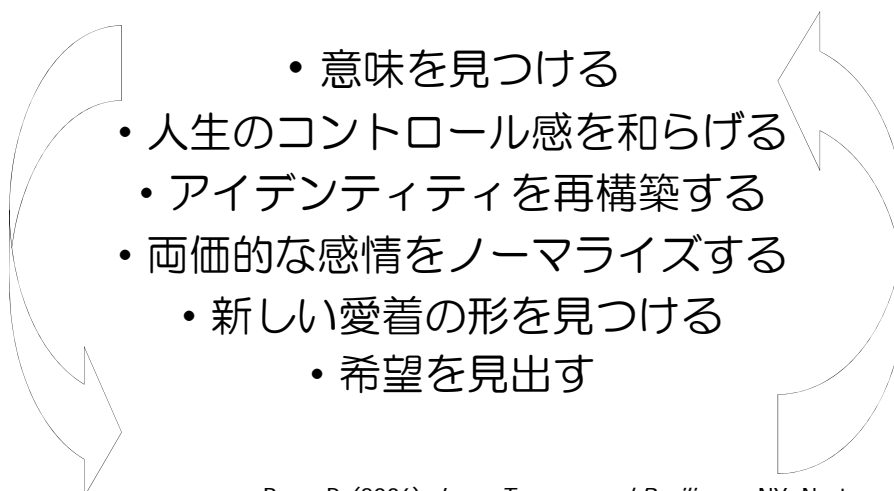 • 意味を見つける
• 人生のコントロール感を和らげる
• アイデンティティを再構築する
• 両価的な感情をノーマライズする
• 新しい愛着の形を見つける
• 希望を見出す